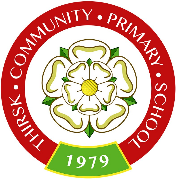 THIRSK • COMMUNITY • PRIMARY • SCHOOL
1979